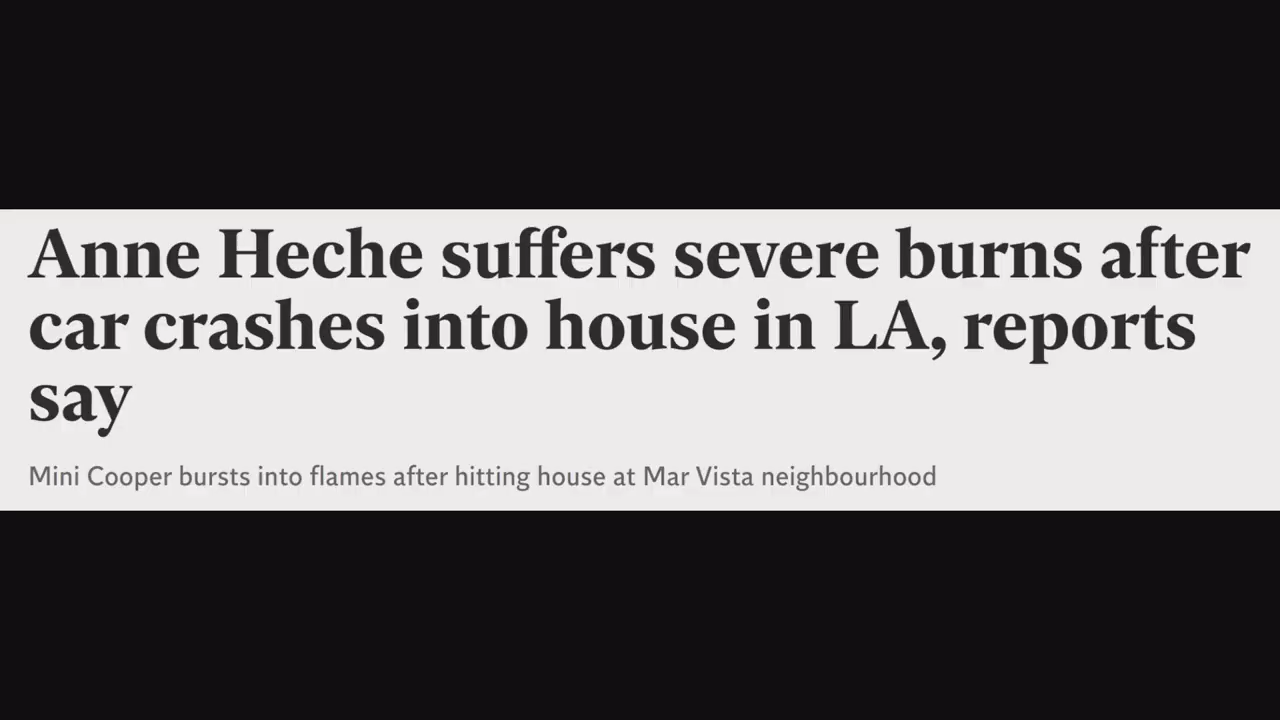 Anne Heche suffers severe burns after
car crashes into house in LA, reports
say
Mini Cooper bursts into flames after hitting house at Mar Vista neighbourhood